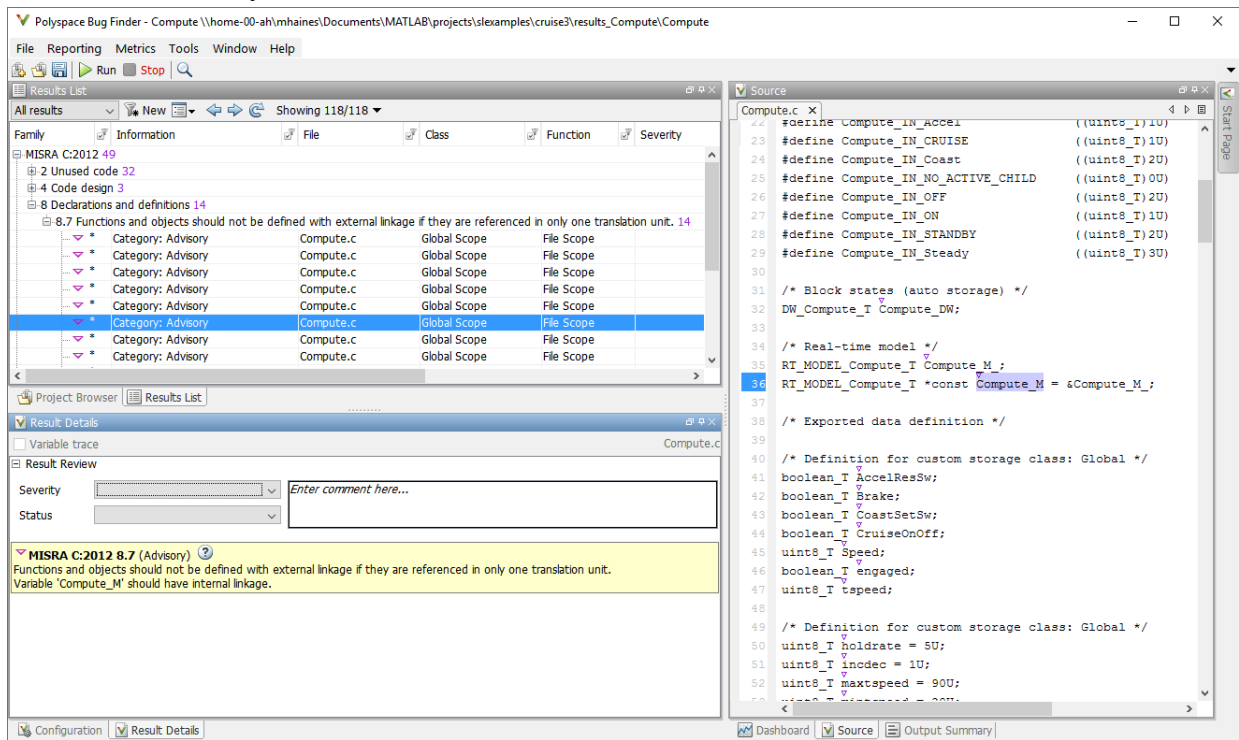 Polyspace Bug Finder - Compute \\home-00-ah\mhaines\Documents\MATLAB\projects\slexamples\cruise3\results_Compute\Compute
File Reporting Metrics Tools Window Help
Run Stop
Results List
All results New Showing 118/118
Family Information File Class Function Severity
MISRA C:2012 49
2 Unused code 32
4 Code design 3
8 Declarations and definitions 14
8.7 Functions and objects should not be defined with external linkage if they are referenced in only one translation unit. 14
* Category: Advisory Compute.c Global Scope File Scope
* Category: Advisory Compute.c Global Scope File Scope
* Category: Advisory Compute.c Global Scope File Scope
* Category: Advisory Compute.c Global Scope File Scope
* Category: Advisory Compute.c Global Scope File Scope
* Category: Advisory Compute.c Global Scope File Scope
* Category: Advisory Compute.c Global Scope File Scope
* Category: Advisory Compute.c Global Scope File Scope
Project Browser Results List
Result Details
Variable trace Compute.c
Result Review
Severity Enter comment here...
Status
MISRA C:2012 8.7 (Advisory) ?
Functions and objects should not be defined with external linkage if they are referenced in only one translation unit.
Variable 'Compute_M' should have internal linkage.
Configuration Result Details
Source
Compute.c X
22 #define Compute_IN_Accel ((uint8_T)1U)
23 #define Compute_IN_CRUISE ((uint8_T)1U)
24 #define Compute_IN_Coast ((uint8_T)2U)
25 #define Compute_IN_NO_ACTIVE_CHILD ((uint8_T)0U)
26 #define Compute_IN_OFF ((uint8_T)2U)
27 #define Compute_IN_ON ((uint8_T)1U)
28 #define Compute_IN_STANDBY ((uint8_T)2U)
29 #define Compute_IN_Steady ((uint8_T)3U)
30
31 /* Block states (auto storage) */
32 DW_Compute_T Compute_DW;
33
34 /* Real-time model */
35 RT_MODEL_Compute_T Compute_M_;
36 RT_MODEL_Compute_T *const Compute_M = &Compute_M_;
37
38 /* Exported data definition */
39
40 /* Definition for custom storage class: Global */
41 boolean_T AccelResSw;
42 boolean_T Brake;
43 boolean_T CoastSetSw;
44 boolean_T CruiseOnOff;
45 uint8_T Speed;
46 boolean_T engaged;
47 uint8_T tspeed;
48
49 /* Definition for custom storage class: Global */
50 uint8_T holdrate = 5U;
51 uint8_T incdec = 1U;
52 uint8_T maxtspeed = 90U;
Dashboard Source Output Summary
Start Page